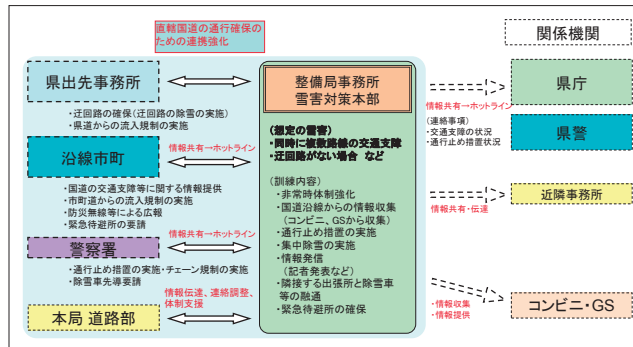 直轄国道の通行確保の
ための連携強化
関係機関
県出先事務所
・迂回路の確保(迂回路の除雪の実施)
・県道からの流入規制の実施
沿線市町
情報共有→ホットライン
・国道の交通支障等に関する情報提供
・市町道からの流入規制の実施
・防災無線等による広報
・緊急待避所の要請
警察署
情報共有→ホットライン
・通行止め措置の実施・チェーン規制の実施
・除雪車先導要請
本局 道路部
情報伝達、連絡調整、
体制支援
整備局事務所
雪害対策本部
(想定の雪害)
・同時に複数路線の交通支障
・迂回路がない場合 など
(訓練内容)
・非常時体制強化
・国道沿線からの情報収集
(コンビニ、GSから収集)
・通行止め措置の実施
・集中除雪の実施
・情報発信
(記者発表など)
・隣接する出張所と除雪車
等の融通
・緊急待避所の確保
県庁
情報共有→ホットライン
(連絡事項)
・交通支障の状況
・通行止め措置状況
県警
近隣事務所
情報共有・伝達
コンビニ・GS
・情報収集
・情報提供